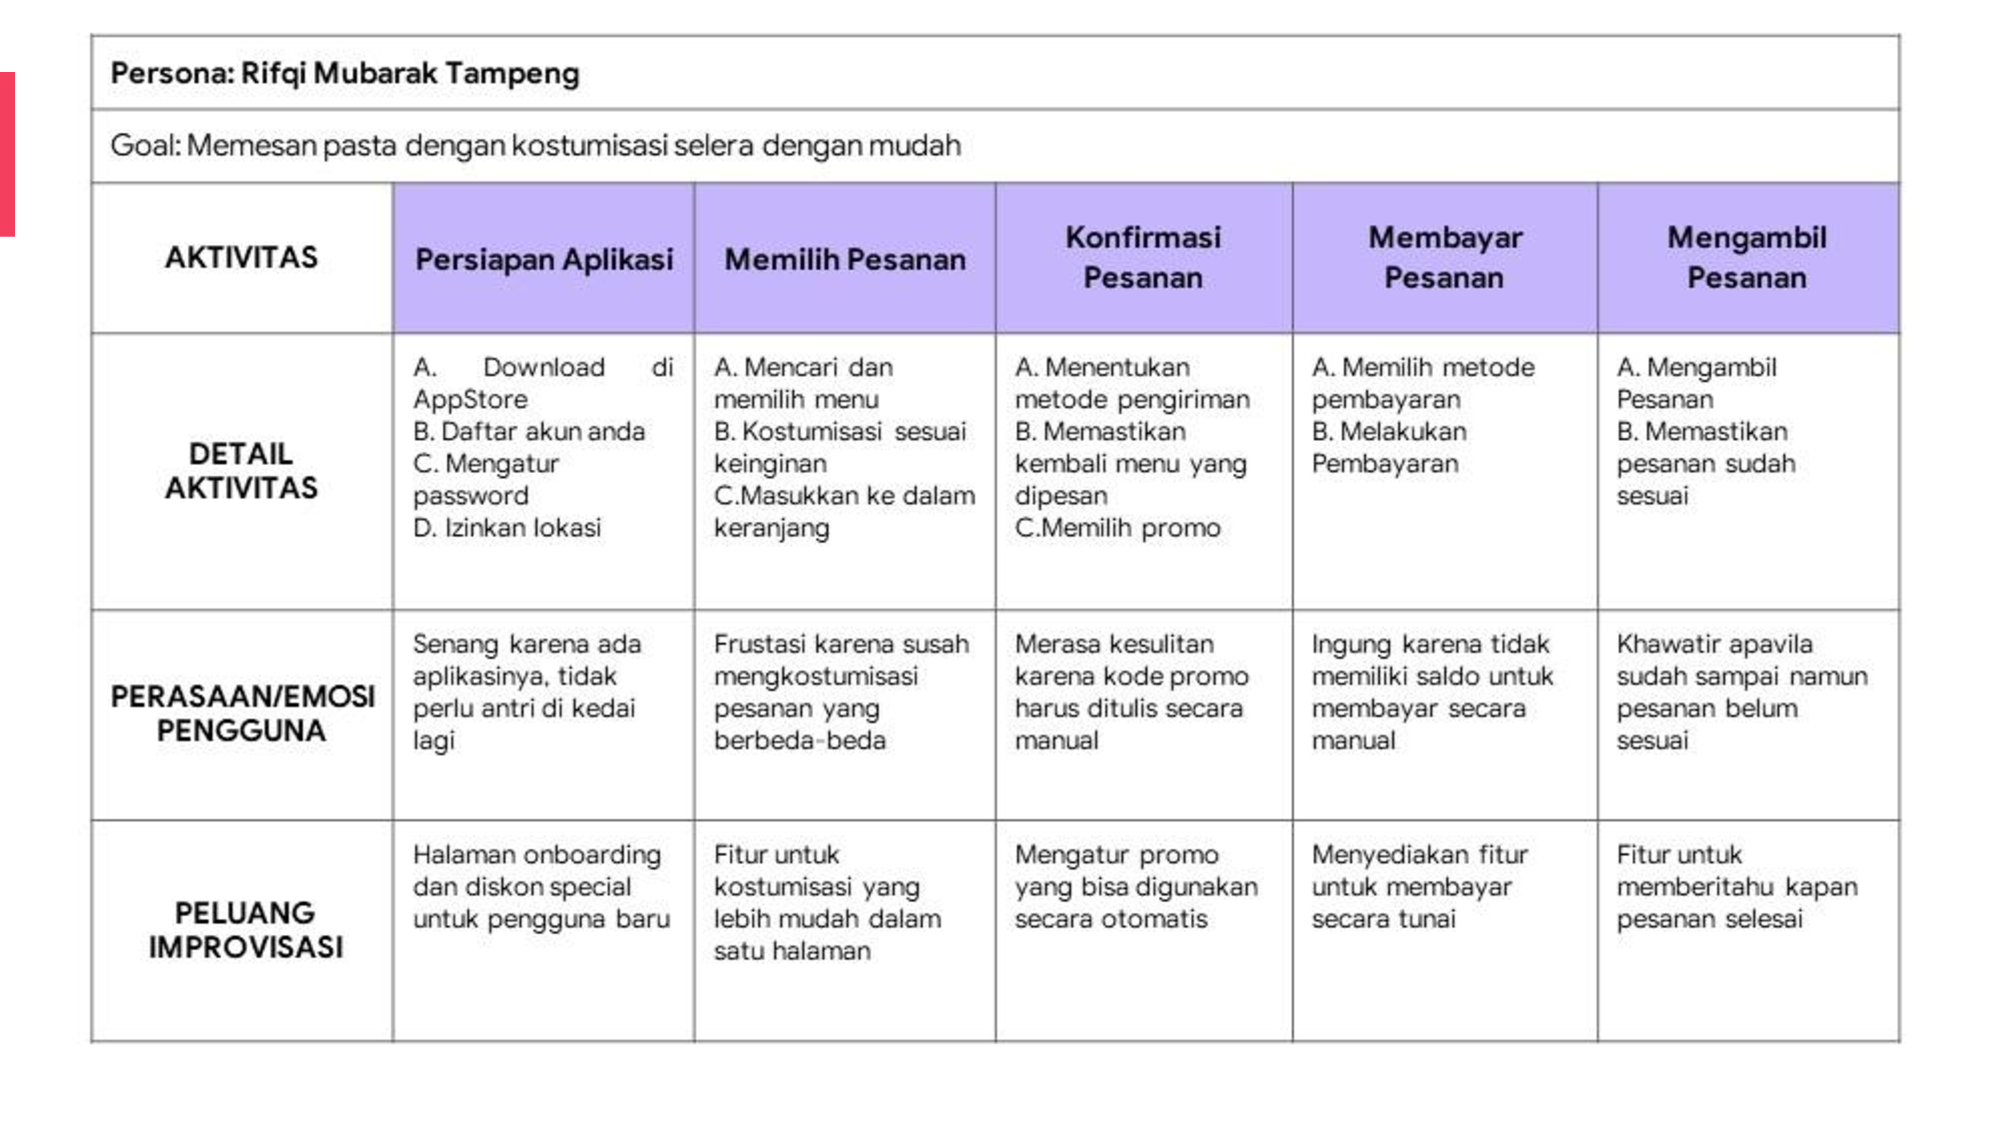 Persona: Rifqi Mubarak Tampeng
Goal: Memesan pasta dengan kostumisasi selera dengan mudah
AKTIVITAS
Persiapan Aplikasi
Memilih Pesanan
Konfirmasi
Pesanan
Membayar
Pesanan
Mengambil
Pesanan
DETAIL
AKTIVITAS
A. Download di
AppStore
B. Daftar akun anda
C. Mengatur
password
D. Izinkan lokasi
A. Mencari dan
memilih menu
B. Kostumisasi sesuai
keinginan
C.Masukkan ke dalam
keranjang
A. Menentukan
metode pengiriman
B. Memastikan
kembali menu yang
dipesan
C.Memilih promo
A. Memilih metode
pembayaran
B. Melakukan
Pembayaran
A. Mengambil
Pesanan
B. Memastikan
pesanan sudah
sesuai
PERASAAN/EMOSI
PENGGUNA
Senang karena ada
aplikasinya, tidak
perlu antri di kedai
lagi
Frustasi karena susah
mengkostumisasi
pesanan yang
berbeda-beda
Merasa kesulitan
karena kode promo
harus ditulis secara
manual
Ingung karena tidak
memiliki saldo untuk
membayar secara
manual
Khawatir apavila
sudah sampai namun
pesanan belum
sesuai
PELUANG
IMPROVISASI
Halaman onboarding
dan diskon special
untuk pengguna baru
Fitur untuk
kostumisasi yang
lebih mudah dalam
satu halaman
Mengatur promo
yang bisa digunakan
secara otomatis
Menyediakan fitur
untuk membayar
secara tunai
Fitur untuk
memberitahu kapan
pesanan selesai